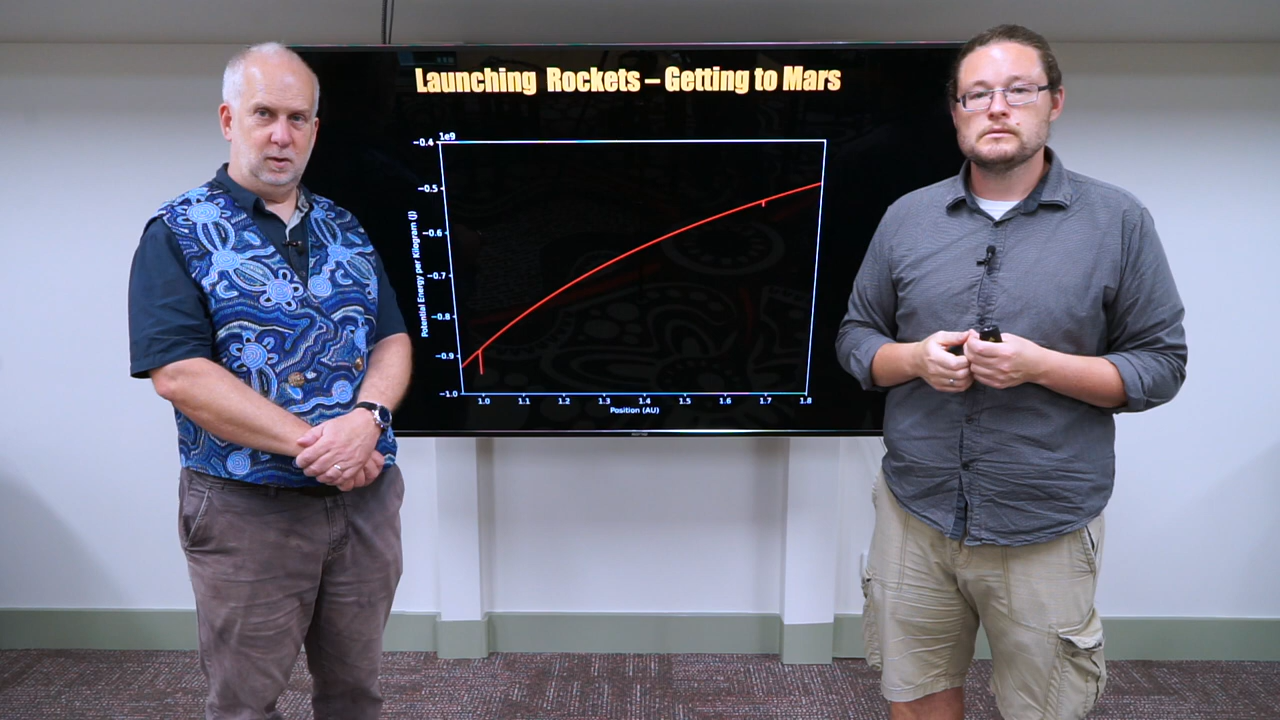 Launching Rockets – Getting to Mars
1e9
−0.4
−0.5
−0.6
−0.7
−0.8
−0.9
−1.0
Potential Energy per Kilogram (J)
1.0 1.1 1.2 1.3 1.4 1.5 1.6 1.7 1.8
Position (AU)